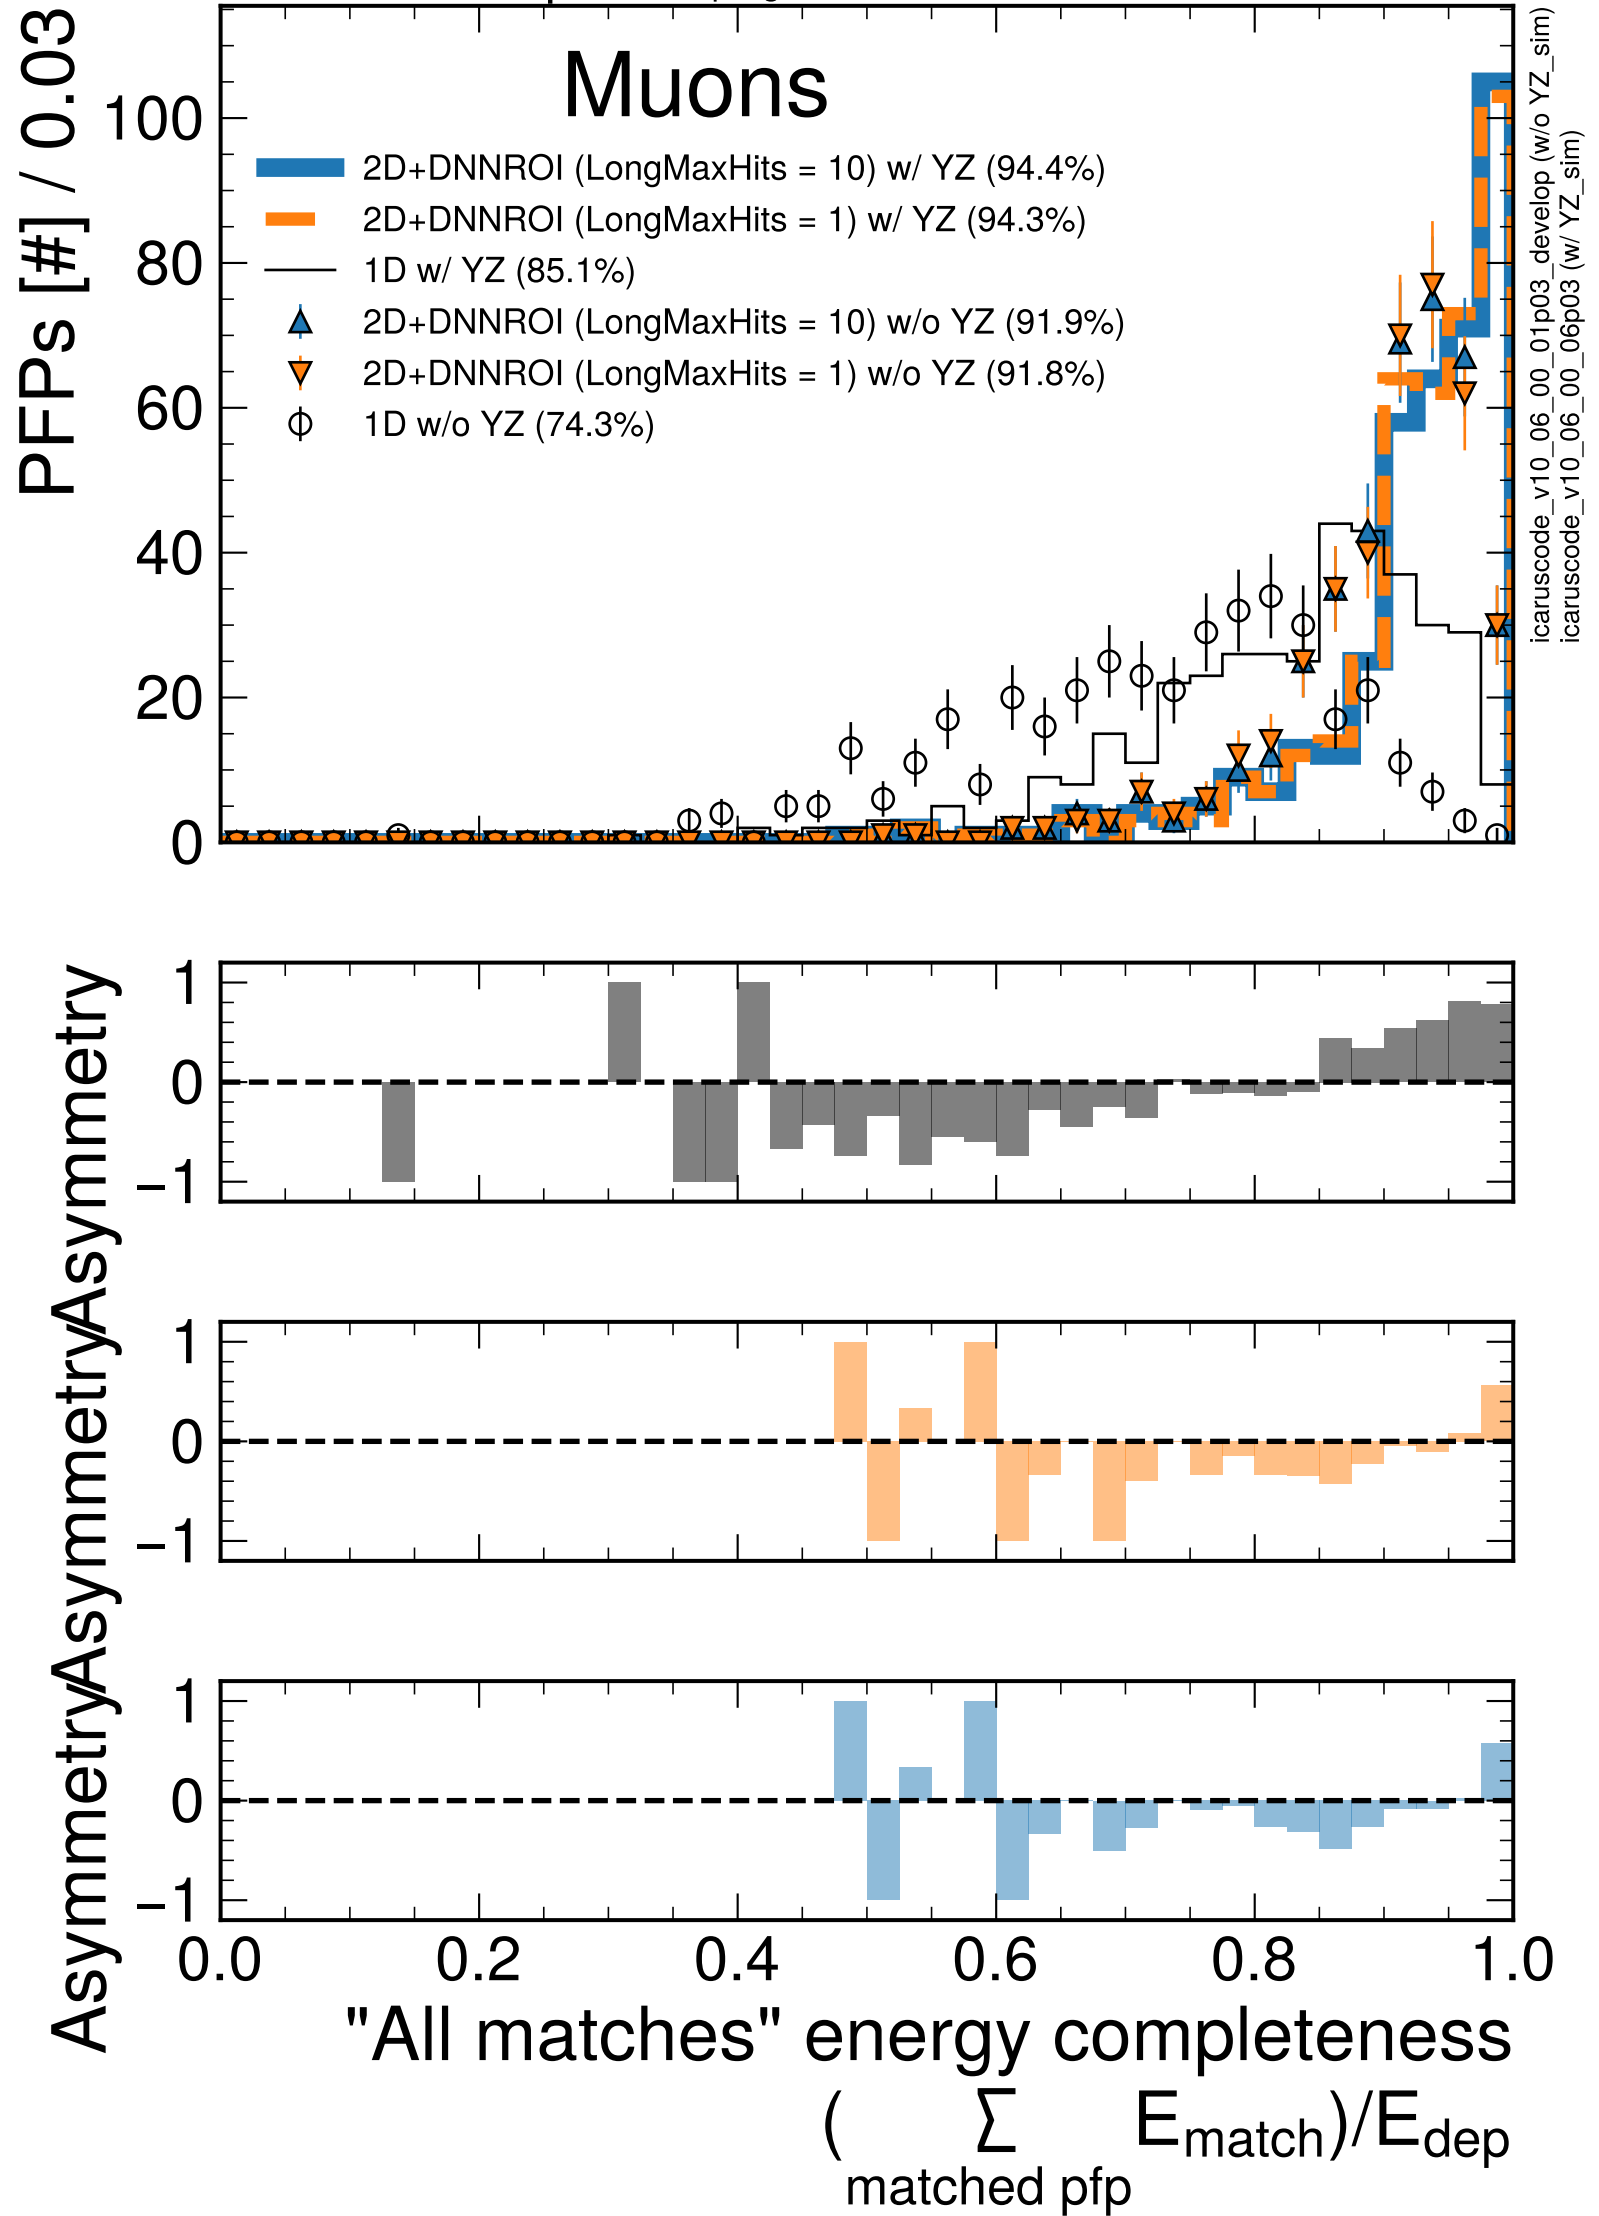 PFPs [#] / 0.03
Muons
2D+DNNROI (LongMaxHits = 10) w/ YZ (94.4%)
2D+DNNROI (LongMaxHits = 1) w/ YZ (94.3%)
1D w/ YZ (85.1%)
2D+DNNROI (LongMaxHits = 10) w/o YZ (91.9%)
2D+DNNROI (LongMaxHits = 1) w/o YZ (91.8%)
1D w/o YZ (74.3%)
100
80
60
40
20
0
icaruscode_v10_06_00_01p03_develop (w/o YZ_sim)
icaruscode_v10_06_00_06p03 (w/ YZ_sim)
Asymmetry
1
0
−1
Asymmetry
1
0
−1
Asymmetry
1
0
−1
0.0 0.2 0.4 0.6 0.8 1.0
"All matches" energy completeness
( Σ Ematch)/Edep
matched pfp